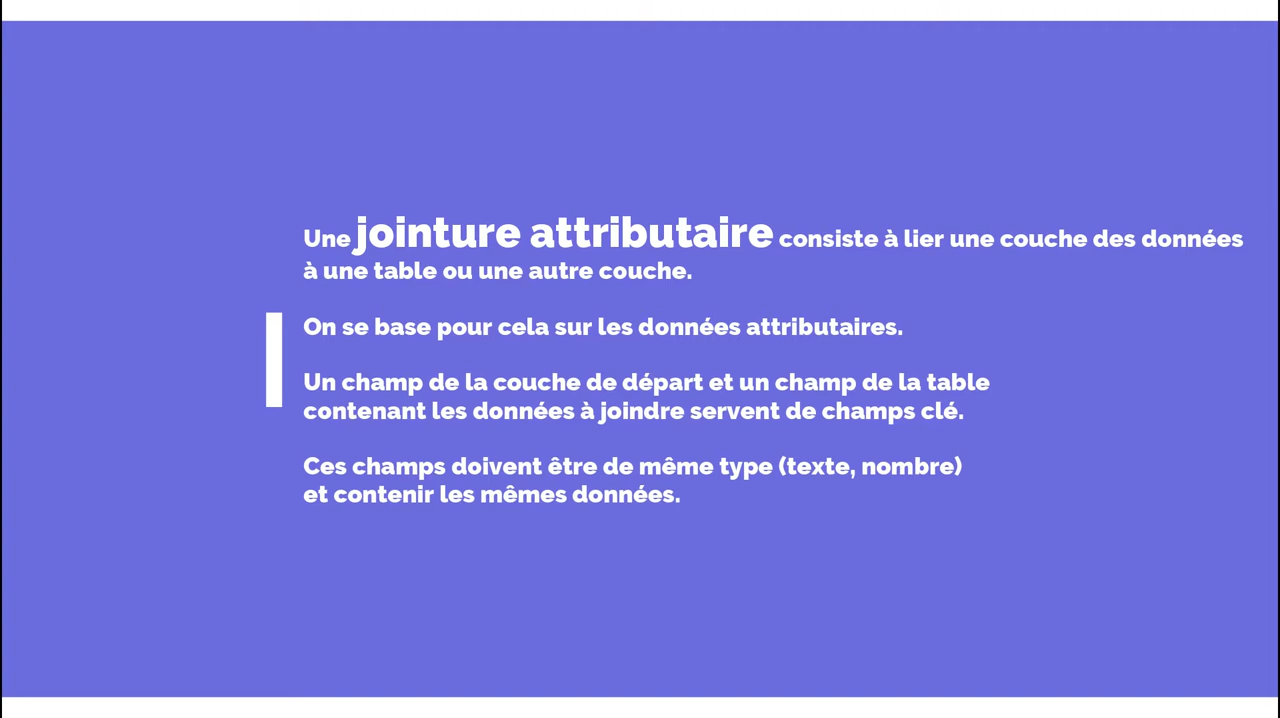 Une jointure attributaire consiste à lier une couche des données
à une table ou une autre couche.
On se base pour cela sur les données attributaires.
Un champ de la couche de départ et un champ de la table
contenant les données à joindre servent de champs clé.
Ces champs doivent être de même type (texte, nombre)
et contenir les mêmes données.